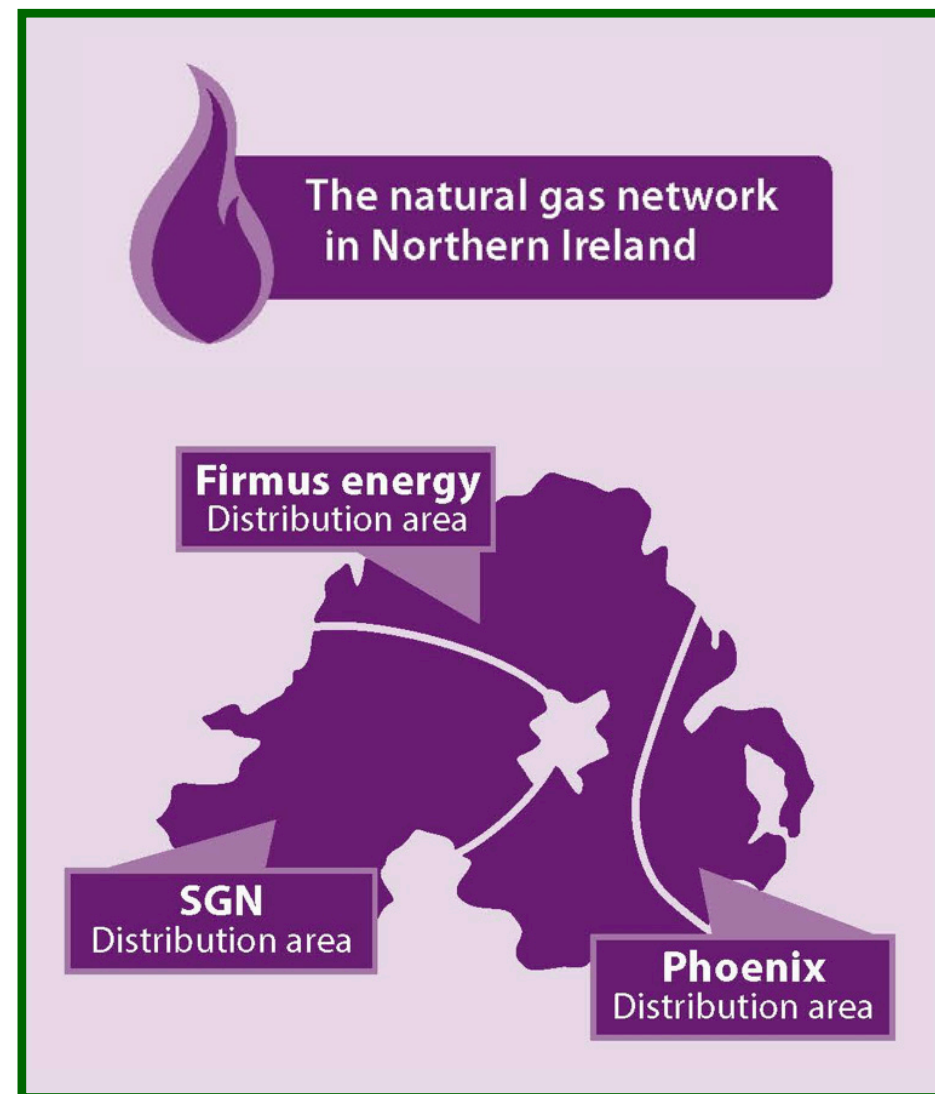 The natural gas network
in Northern Ireland
Firmus energy
Distribution area
SGN
Distribution area
Phoenix
Distribution area